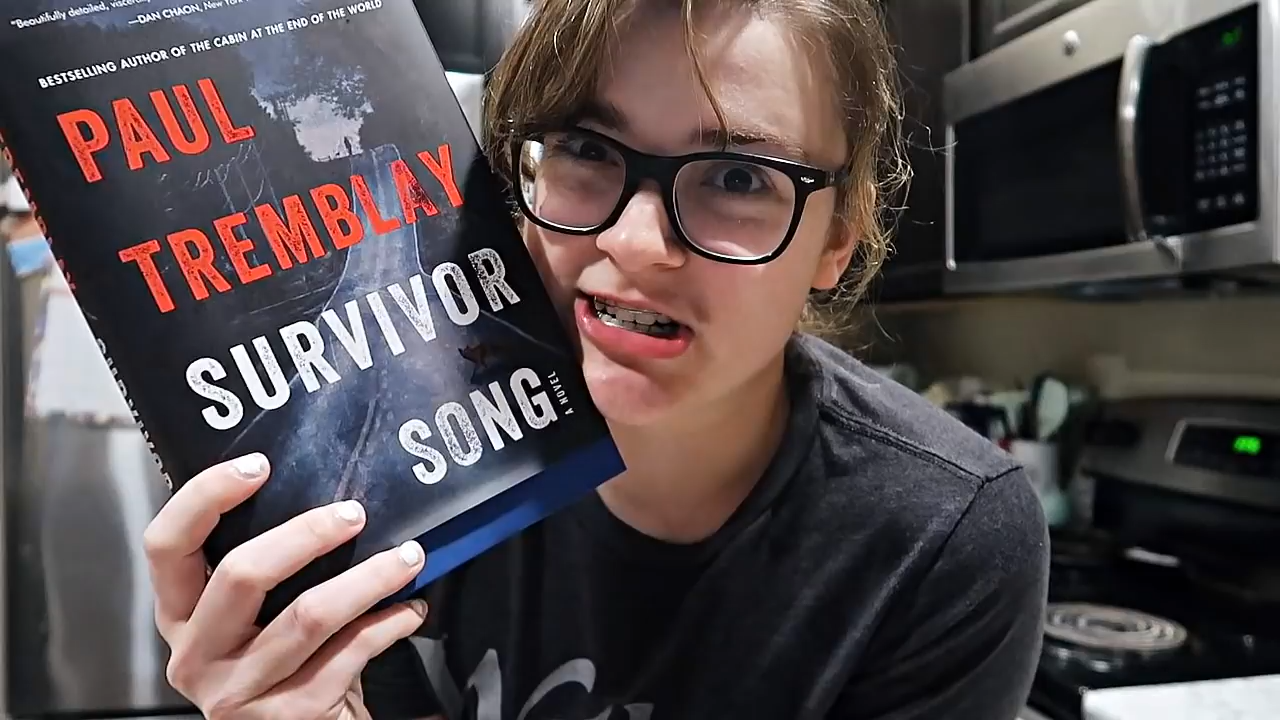 "Beautifully detailed, viscerally
—DAN CHAON, New York
BESTSELLING AUTHOR OF THE CABIN AT THE END OF THE WORLD
PAUL
TREMBLAY
SURVIVOR
SONG
A NOVEL